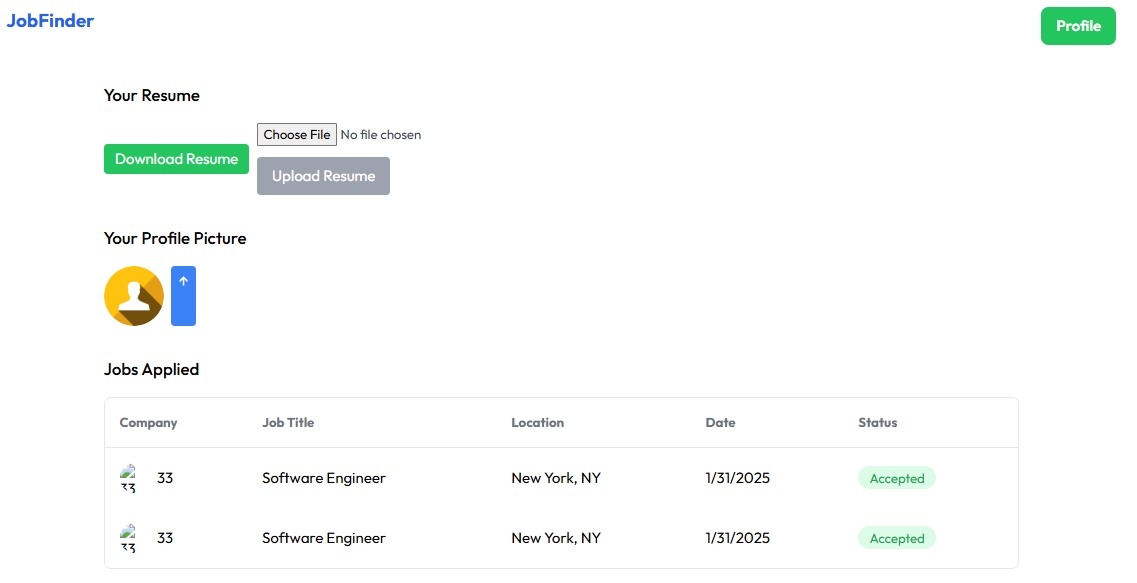 JobFinder
Profile
Your Resume
Choose File No file chosen
Download Resume
Upload Resume
Your Profile Picture
Jobs Applied
Company Job Title Location Date Status
33 33 Software Engineer New York, NY 1/31/2025 Accepted
33 33 Software Engineer New York, NY 1/31/2025 Accepted